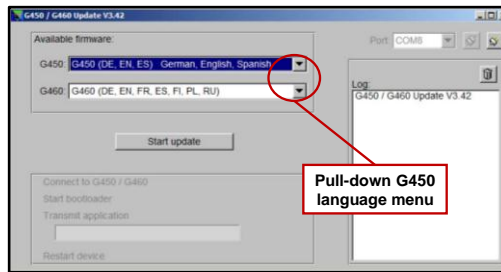 G450 / G460 Update V3.42
Available firmware:
Port: COM8
G450: G450 (DE, EN, ES) German, English, Spanish
G460: G460 (DE, EN, FR, ES, FI, PL, RU)
Log:
G450 / G460 Update V3.42
Start update
Pull-down G450
language menu
Connect to G450 / G460
Start bootloader
Transmit application
Restart device